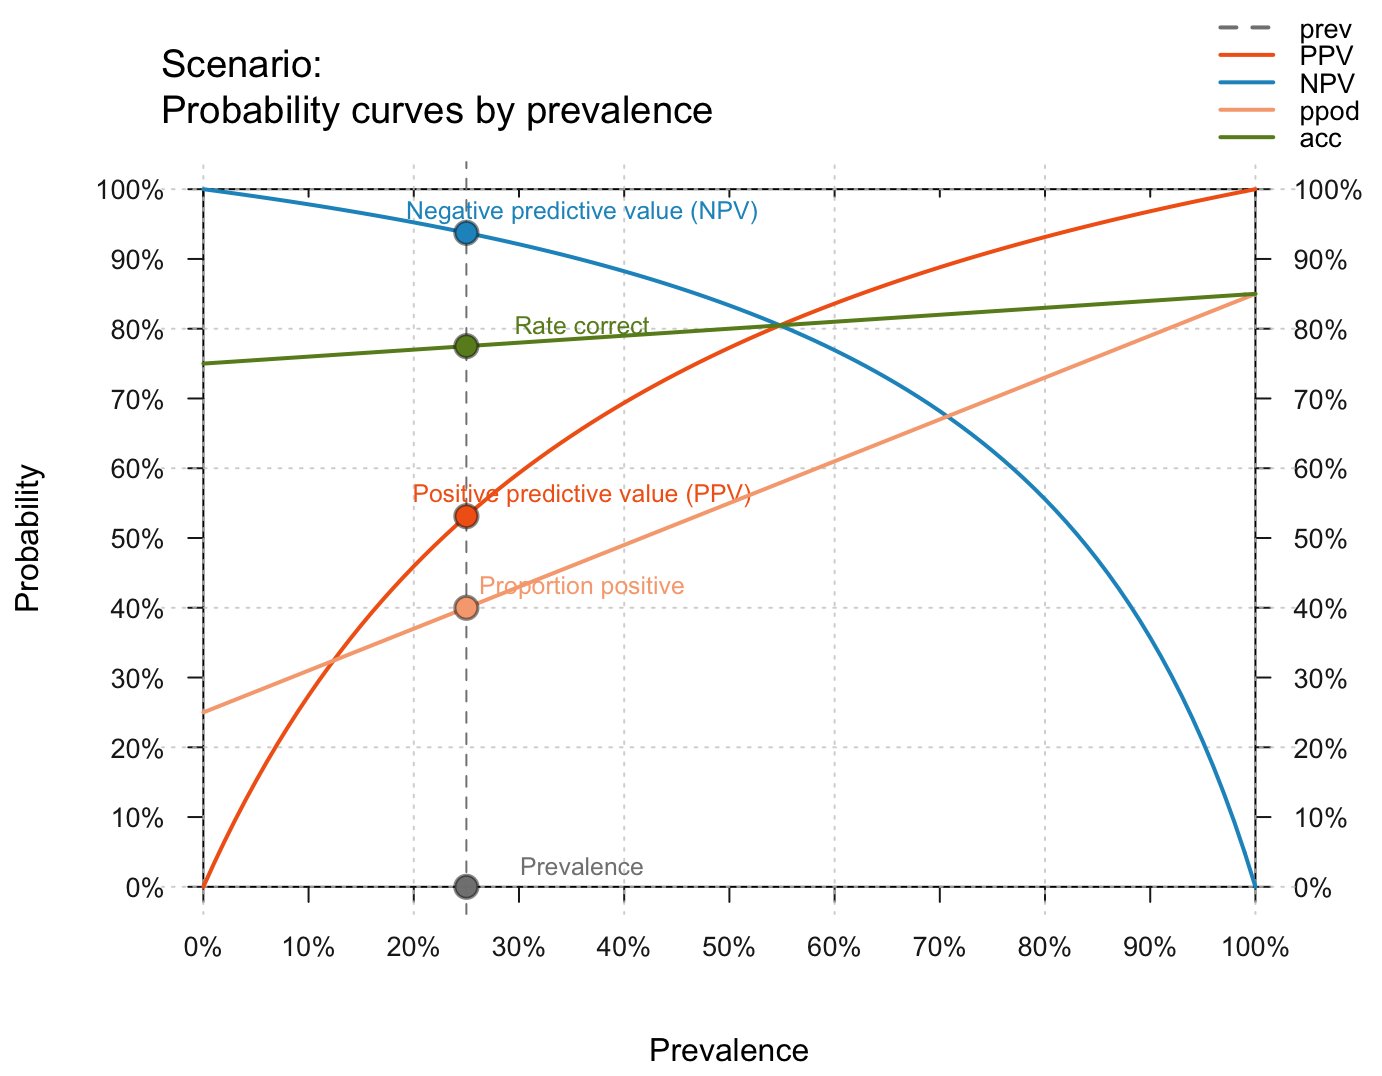 prev
PPV
NPV
ppod
acc
Scenario:
Probability curves by prevalence
Negative predictive value (NPV)
Rate correct
Positive predictive value (PPV)
Proportion positive
Prevalence
100%
90%
80%
70%
60%
50%
40%
30%
20%
10%
0%
100%
90%
80%
70%
60%
50%
40%
30%
20%
10%
0%
0% 10% 20% 30% 40% 50% 60% 70% 80% 90% 100%
Probability
Prevalence